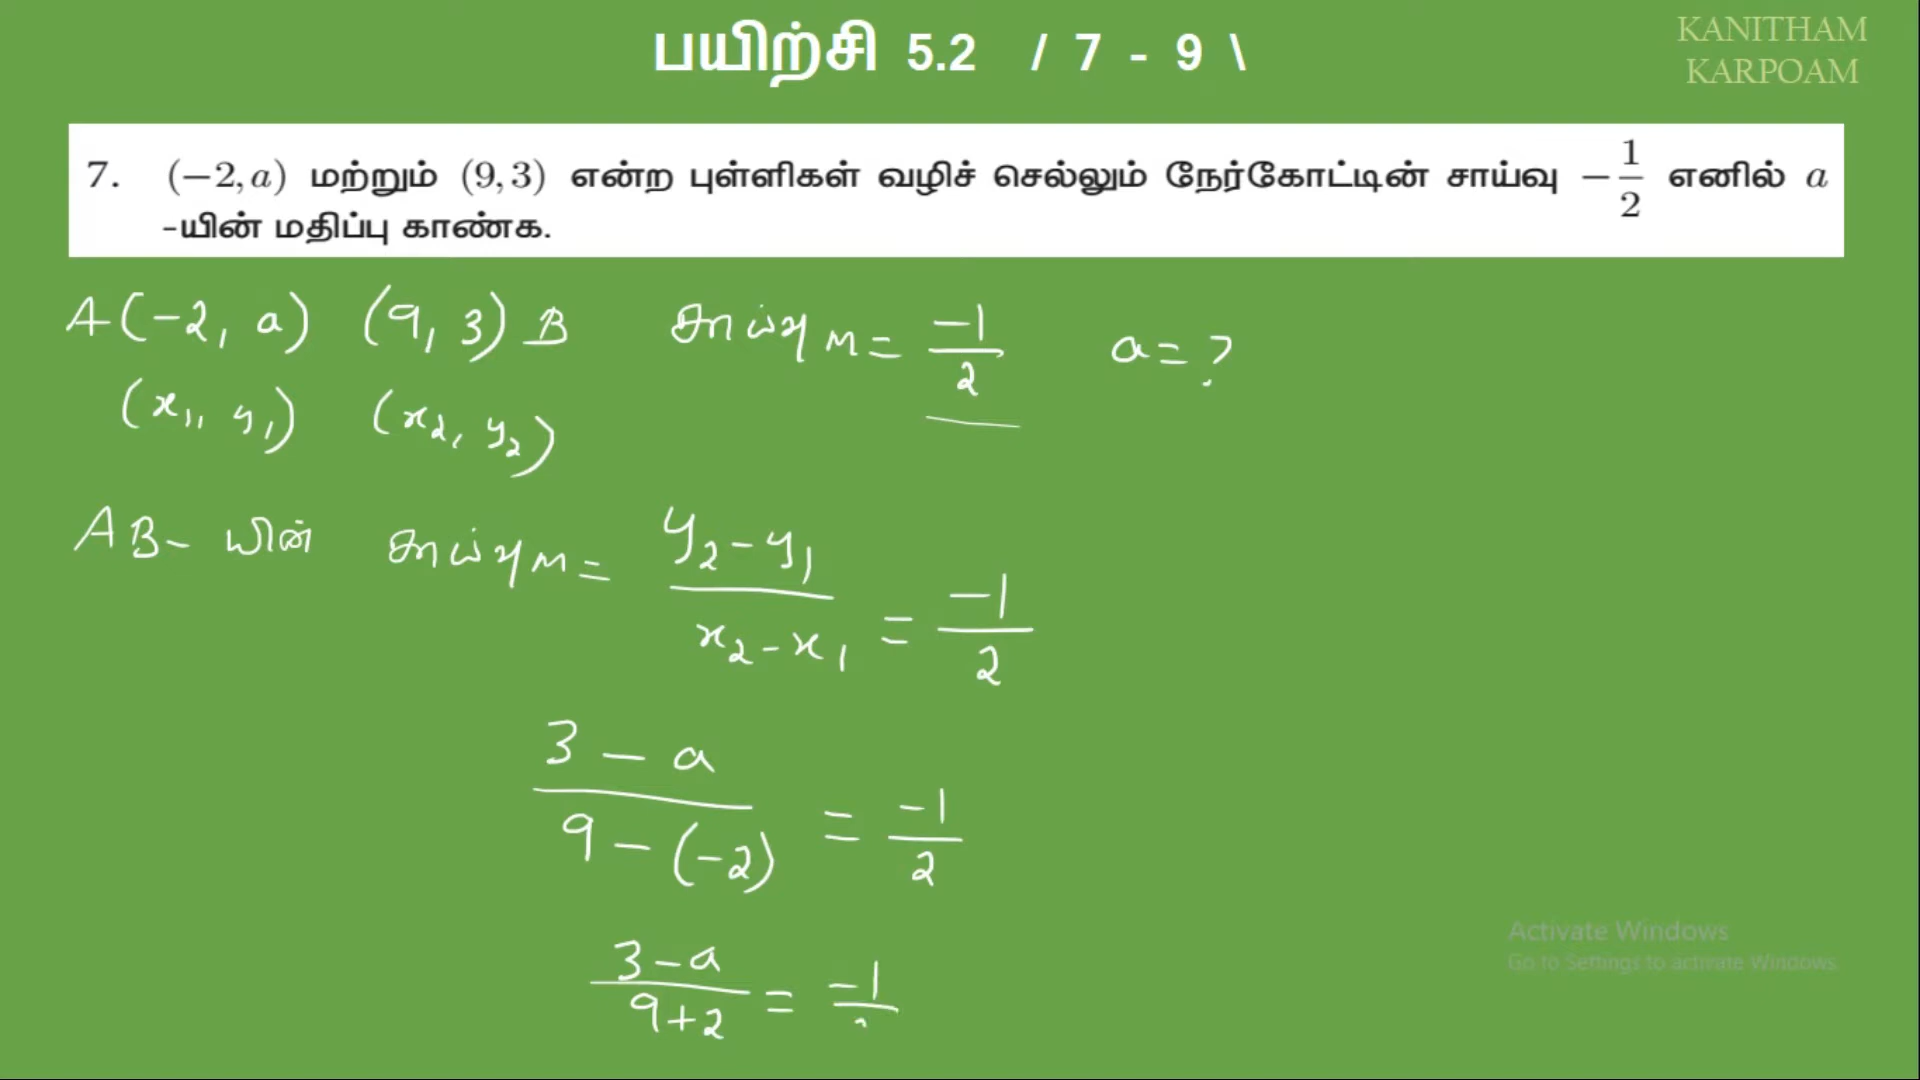 பயிற்சி 5.2 / 7 - 9 \
KANITHAM
KARPOAM
7. (−2, a) மற்றும் (9, 3) என்ற புள்ளிகள் வழிச் செல்லும் நேர்கோட்டின் சாய்வு −1/2 எனில் a
-யின் மதிப்பு காண்க.
A(-2, a) (9, 3) B சாய்வு m = -1/2 a = ?
(x₁, y₁) (x₂, y₂)
AB- யின் சாய்வு m = y₂-y₁/x₂-x₁ = -1/2
3 - a/9 - (-2) = -1/2
3-a/9+2 = -1/
Activate Windows
Go to Settings to activate Windows.